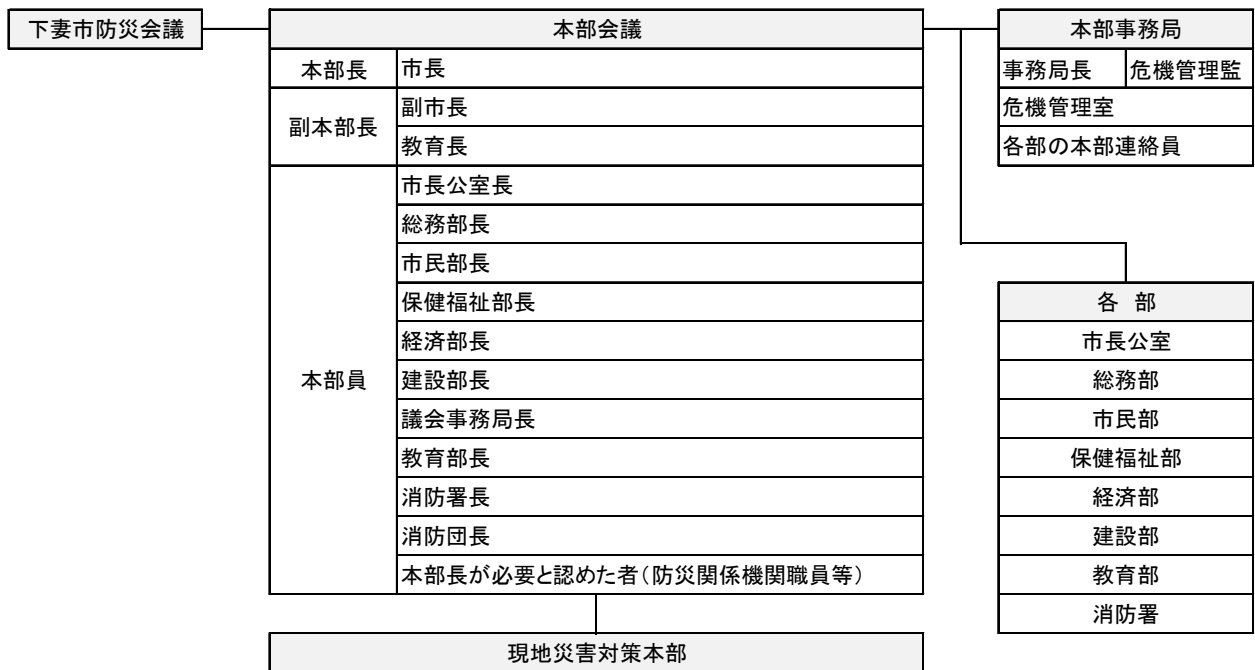 下妻市防災会議
本部会議
本部長
市長
副本部長
副市長
教育長
本部員
市長公室長
総務部長
市民部長
保健福祉部長
経済部長
建設部長
議会事務局長
教育部長
消防署長
消防団長
本部長が必要と認めた者(防災関係機関職員等)
現地災害対策本部
本部事務局
事務局長
危機管理監
危機管理室
各部の本部連絡員
各 部
市長公室
総務部
市民部
保健福祉部
経済部
建設部
教育部
消防署